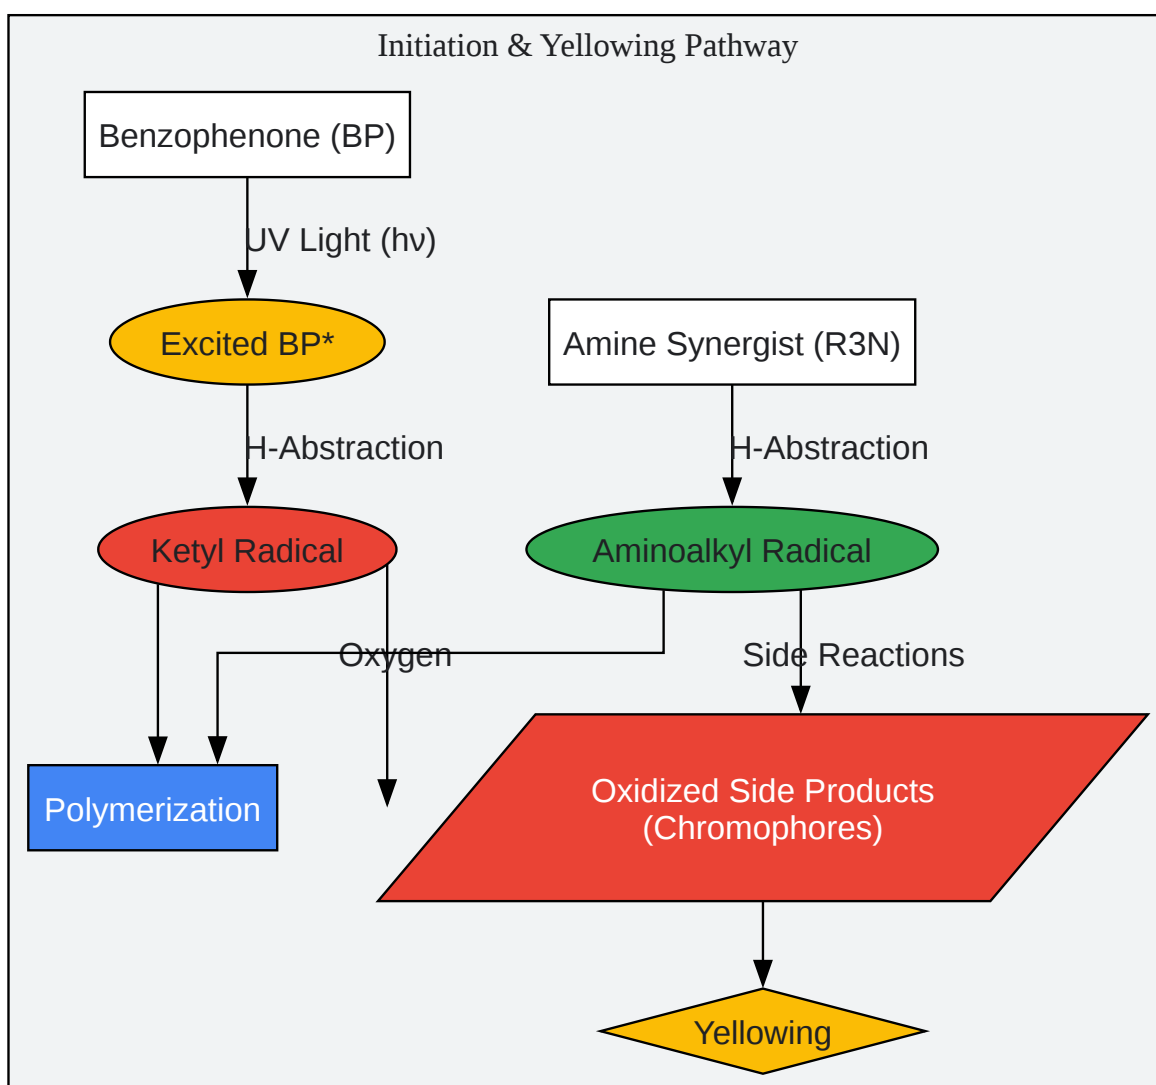 Initiation & Yellowing Pathway
Benzophenone (BP)
UV Light (hν)
Excited BP*
Amine Synergist (R3N)
H-Abstraction
H-Abstraction
Ketyl Radical
Aminoalkyl Radical
Oxygen
Side Reactions
Polymerization
Oxidized Side Products
(Chromophores)
Yellowing